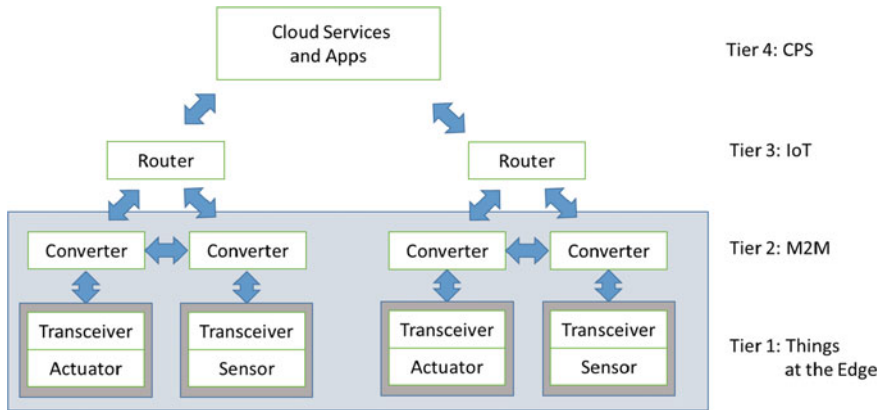 Cloud Services
and Apps
Tier 4: CPS
Router
Router
Tier 3: IoT
Converter
Converter
Converter
Converter
Tier 2: M2M
Transceiver
Transceiver
Transceiver
Transceiver
Tier 1: Things
at the Edge
Actuator
Sensor
Actuator
Sensor